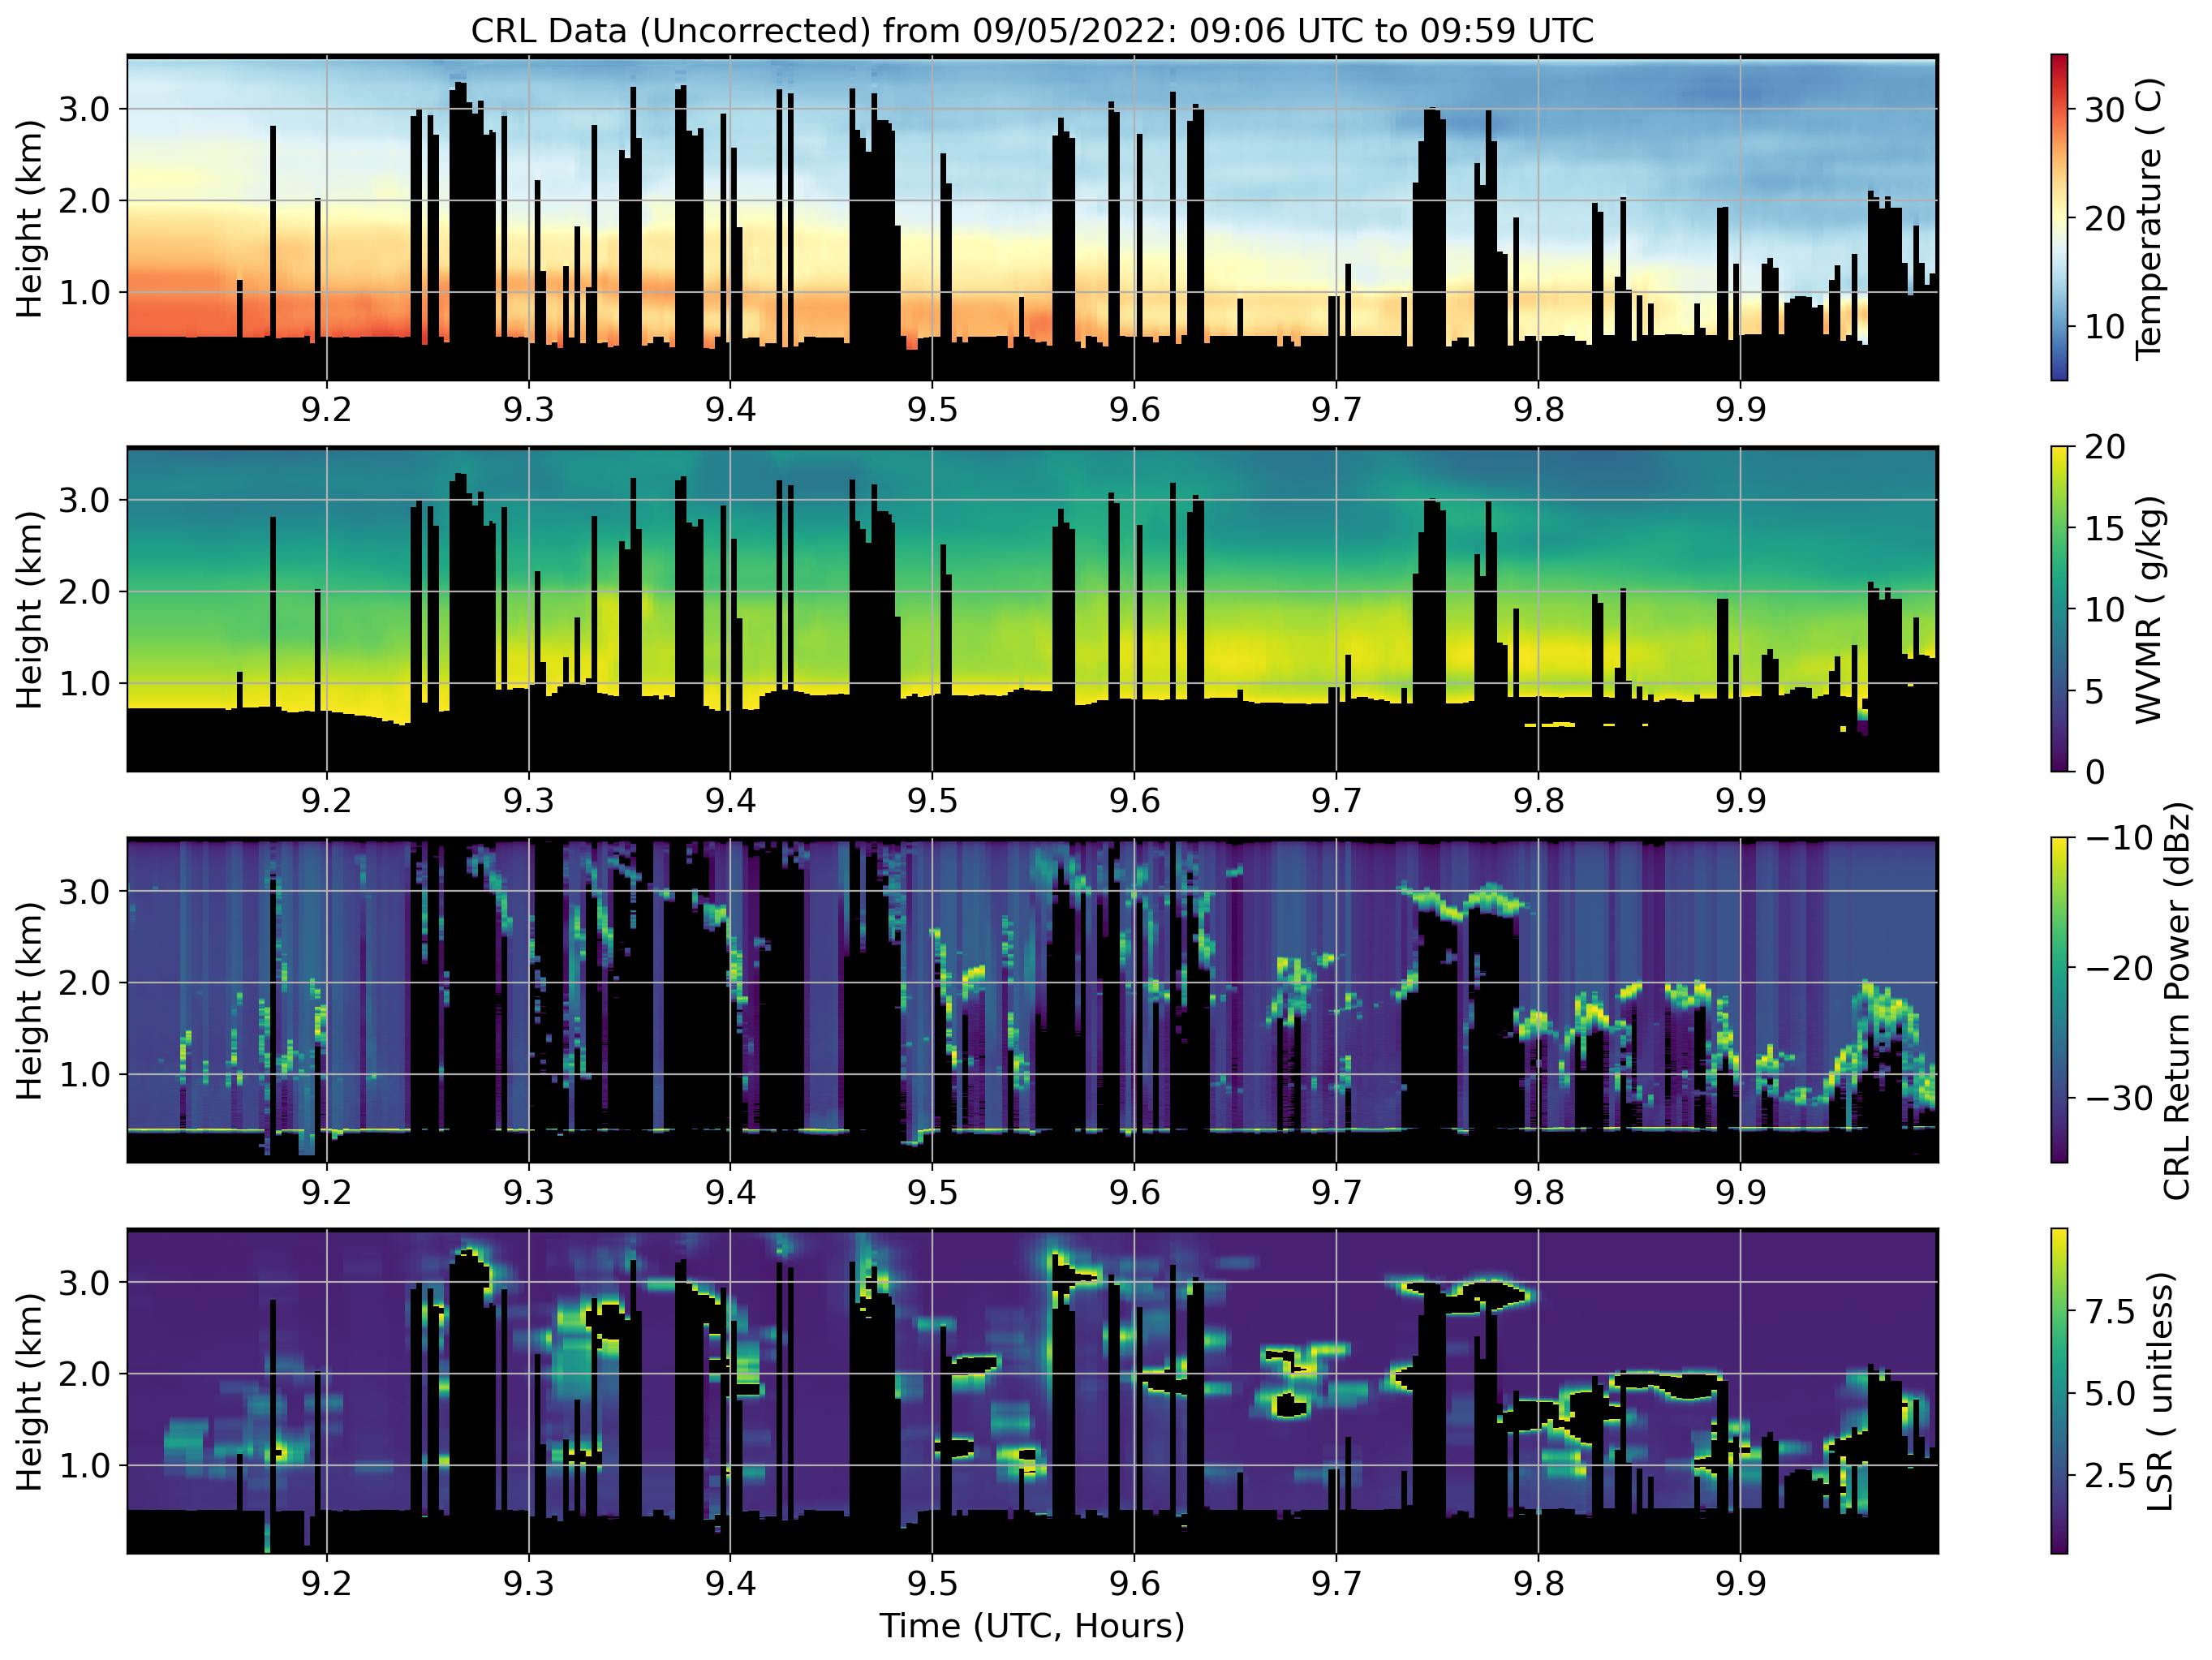 CRL Data (Uncorrected) from 09/05/2022: 09:06 UTC to 09:59 UTC
Height (km)
3.0
2.0
1.0
9.2 9.3 9.4 9.5 9.6 9.7 9.8 9.9
30
20
10
Temperature ( C)
Height (km)
3.0
2.0
1.0
9.2 9.3 9.4 9.5 9.6 9.7 9.8 9.9
20
15
10
5
0
WVMR ( g/kg)
Height (km)
3.0
2.0
1.0
9.2 9.3 9.4 9.5 9.6 9.7 9.8 9.9
−10
−20
−30
CRL Return Power (dBz)
Height (km)
3.0
2.0
1.0
9.2 9.3 9.4 9.5 9.6 9.7 9.8 9.9
7.5
5.0
2.5
LSR ( unitless)
Time (UTC, Hours)